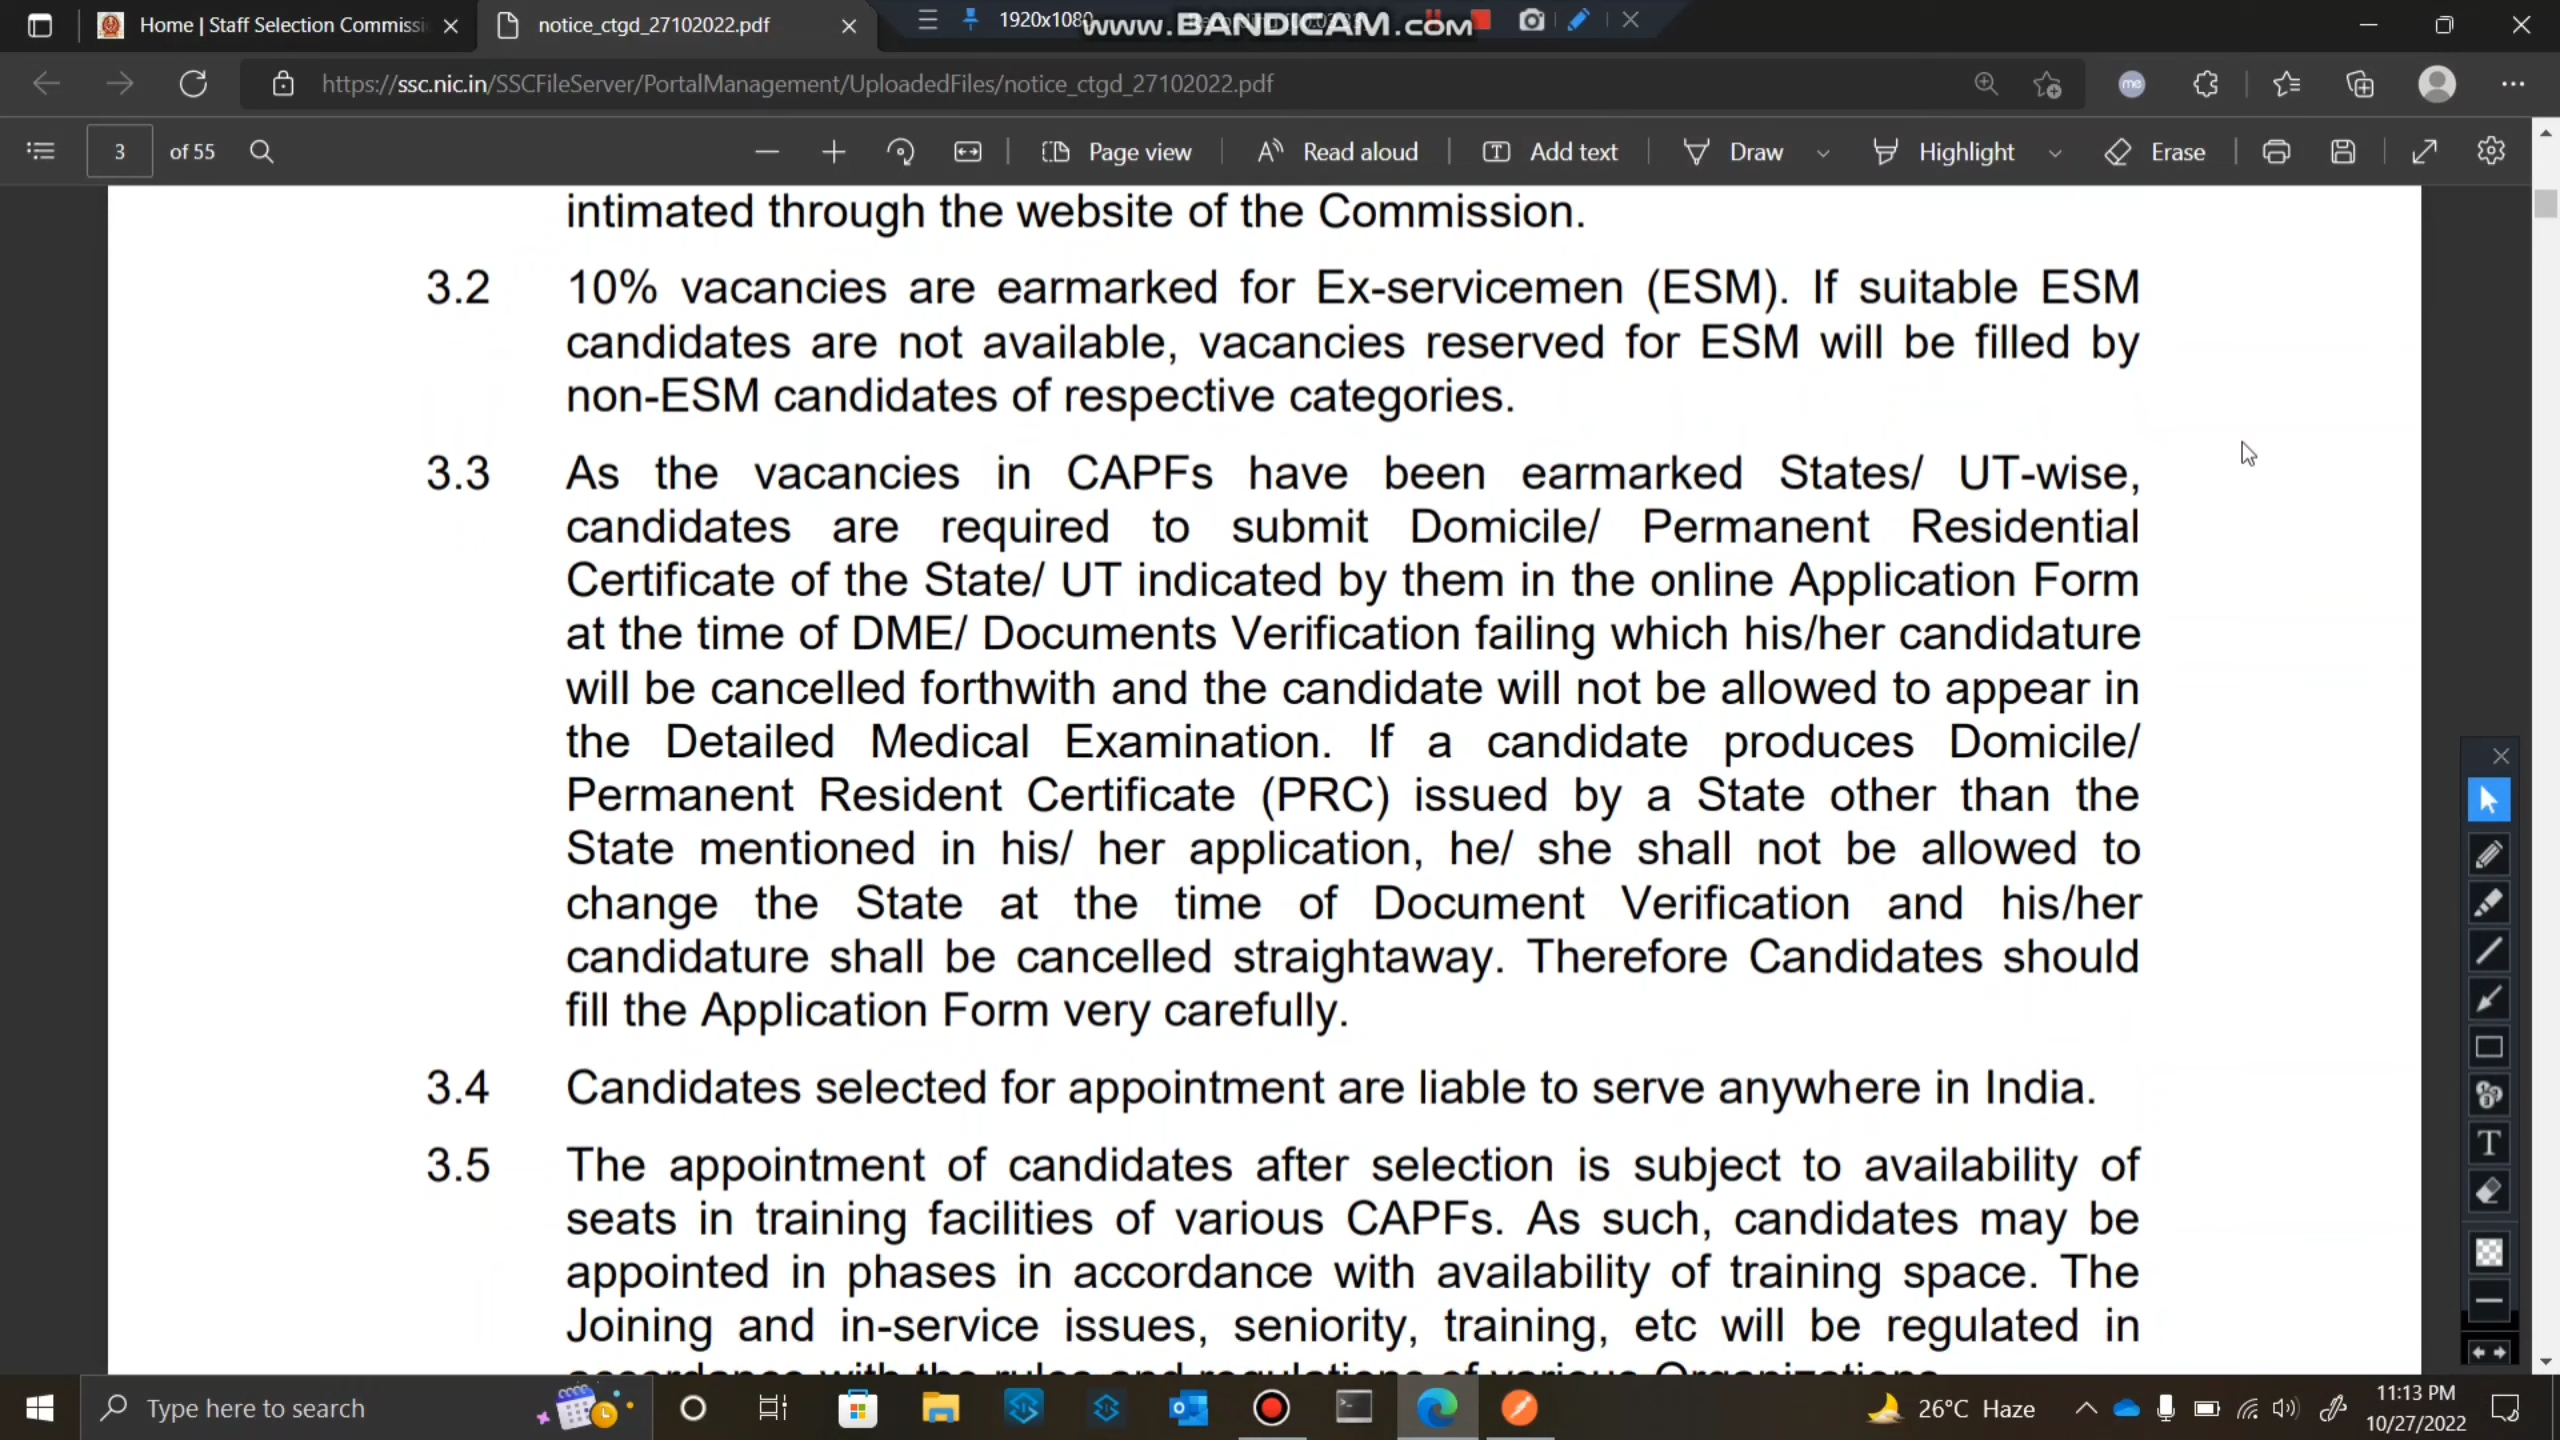 Home | Staff Selection Commissi
notice_ctgd_27102022.pdf
1920x1080
www.BANDICAM.com
https://ssc.nic.in/SSCFileServer/PortalManagement/UploadedFiles/notice_ctgd_27102022.pdf
me
3 of 55
Page view
Read aloud
Add text
Draw
Highlight
Erase
intimated through the website of the Commission.
3.2 10% vacancies are earmarked for Ex-servicemen (ESM). If suitable ESM
candidates are not available, vacancies reserved for ESM will be filled by
non-ESM candidates of respective categories.
3.3 As the vacancies in CAPFs have been earmarked States/ UT-wise,
candidates are required to submit Domicile/ Permanent Residential
Certificate of the State/ UT indicated by them in the online Application Form
at the time of DME/ Documents Verification failing which his/her candidature
will be cancelled forthwith and the candidate will not be allowed to appear in
the Detailed Medical Examination. If a candidate produces Domicile/
Permanent Resident Certificate (PRC) issued by a State other than the
State mentioned in his/ her application, he/ she shall not be allowed to
change the State at the time of Document Verification and his/her
candidature shall be cancelled straightaway. Therefore Candidates should
fill the Application Form very carefully.
3.4 Candidates selected for appointment are liable to serve anywhere in India.
3.5 The appointment of candidates after selection is subject to availability of
seats in training facilities of various CAPFs. As such, candidates may be
appointed in phases in accordance with availability of training space. The
Joining and in-service issues, seniority, training, etc will be regulated in
accordance with the rules and regulations of various Organizations.
Type here to search
26°C Haze
11:13 PM
10/27/2022